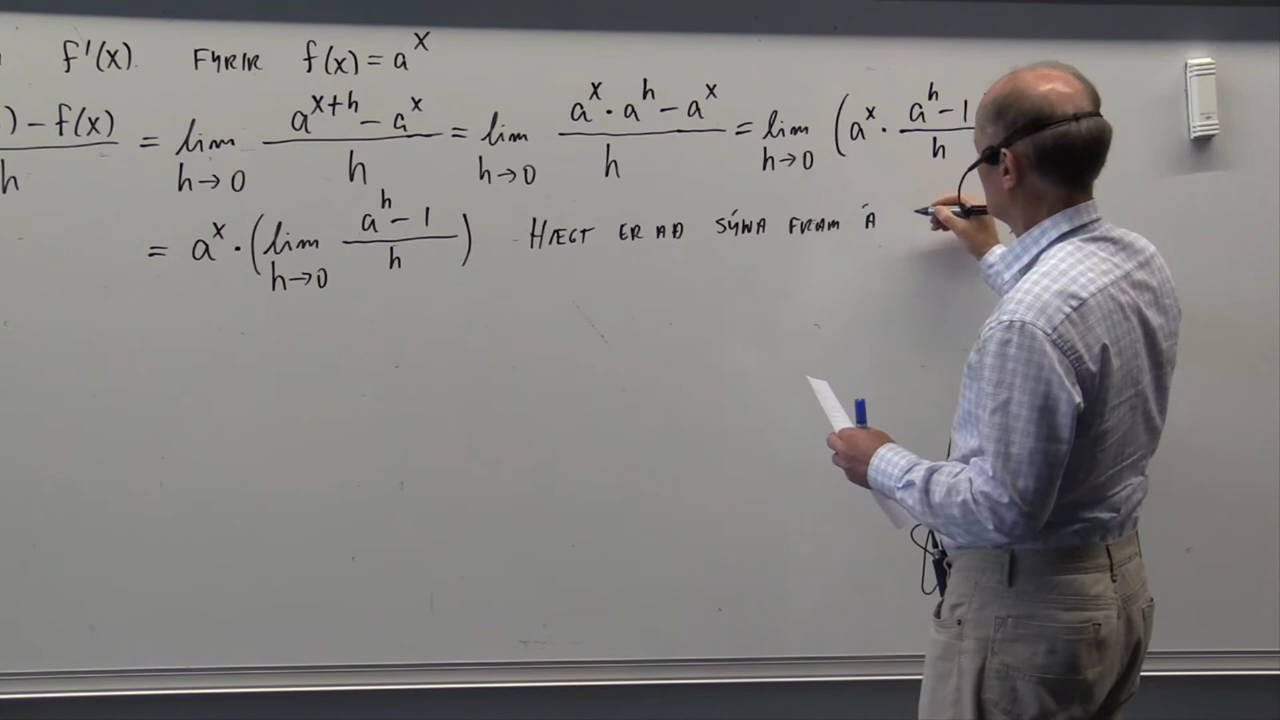 f'(x). FYRIR f(x) = a^x
) - f(x) / h = lim h→0 a^{x+h} - a^x / h = lim h→0 a^x · a^h - a^x / h = lim h→0 (a^x · a^h - 1 / h
= a^x · (lim h→0 a^h - 1 / h) HÆGT ER AÐ SÝNA FRAM Á